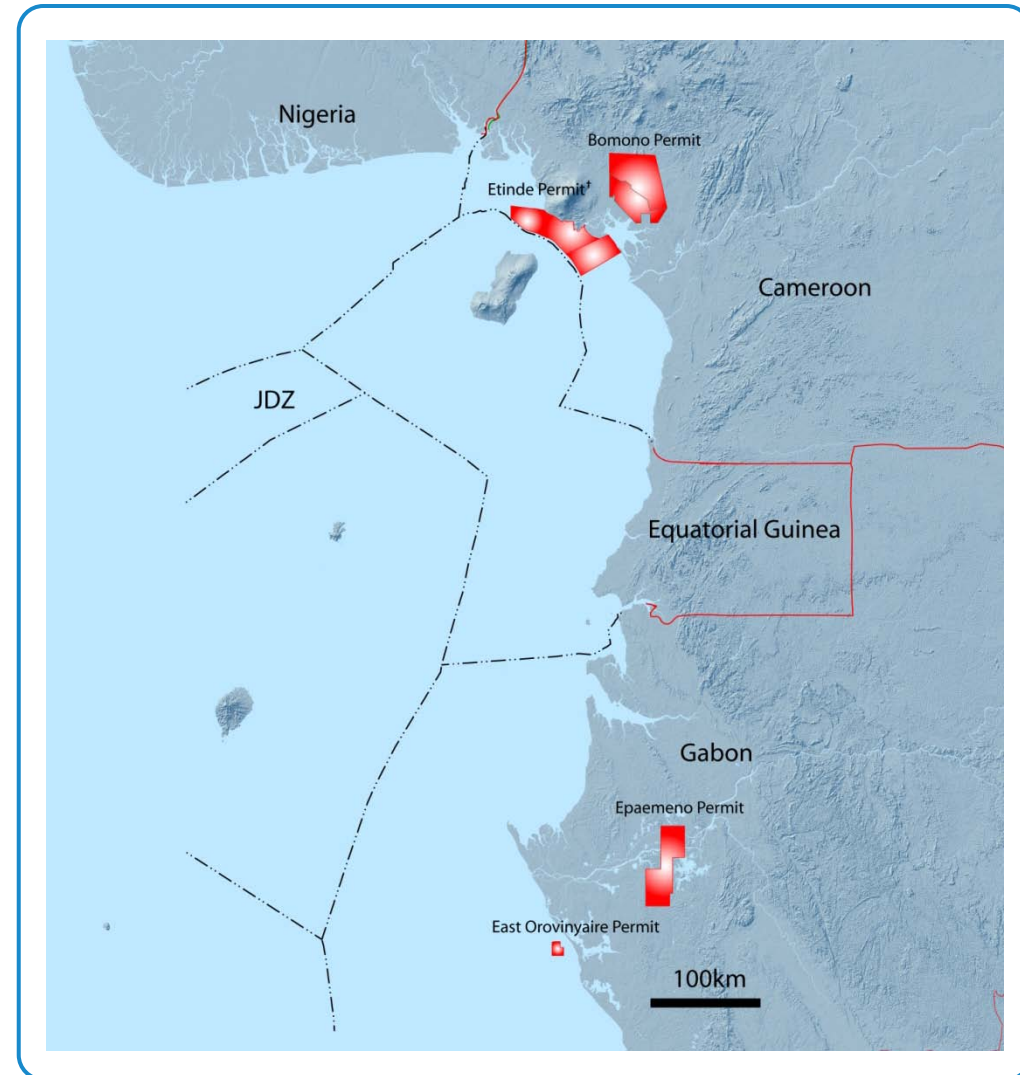 Nigeria
Bomono Permit
Etinde Permit†
Cameroon
JDZ
Equatorial Guinea
Gabon
Epaemeno Permit
East Orovinyaire Permit
100km